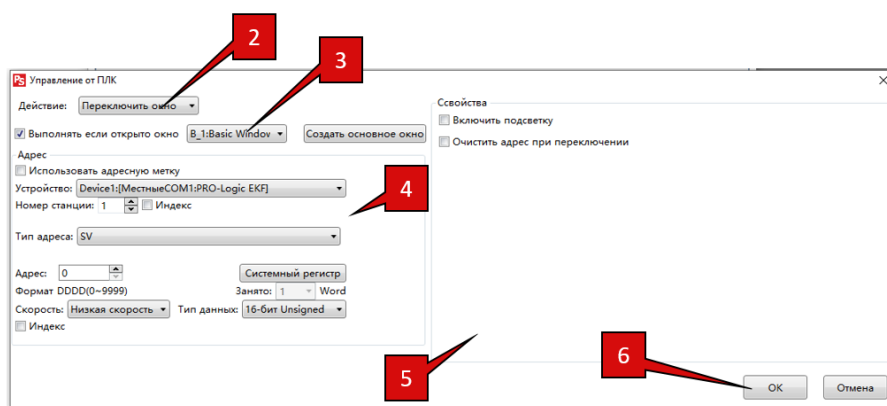 2
3
PS Управление от ПЛК
Действие: Переключить окно
Выполнять если открыто окно B_1:Basic Windov Создать основное окно
Адрес
Использовать адресную метку
Устройство: Device1:[МестныеCOM1:PRO-Logic EKF]
Номер станции: 1 Индекс
4
Тип адреса: SV
Адрес: 0 Системный регистр
Формат DDDD(0~9999) Занято: 1 Word
Скорость: Низкая скорость Тип данных: 16-бит Unsigned
Индекс
Ссвойства
Включить подсветку
Очистить адрес при переключении
5
6
OK Отмена